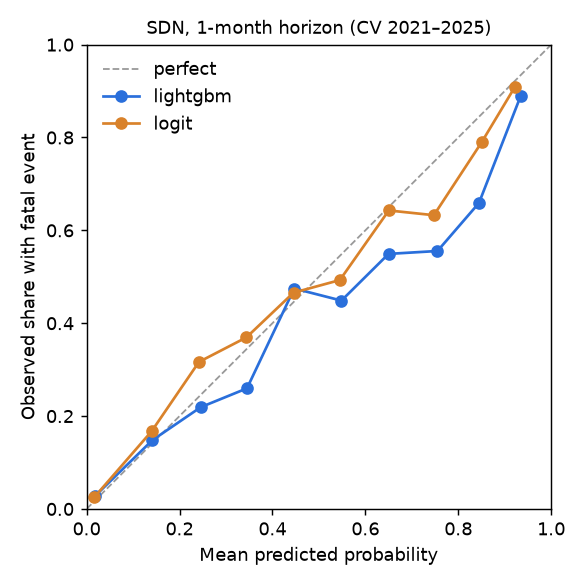 SDN, 1-month horizon (CV 2021–2025)
1.0
0.8
0.6
0.4
0.2
0.0
Observed share with fatal event
perfect
lightgbm
logit
0.0 0.2 0.4 0.6 0.8 1.0
Mean predicted probability